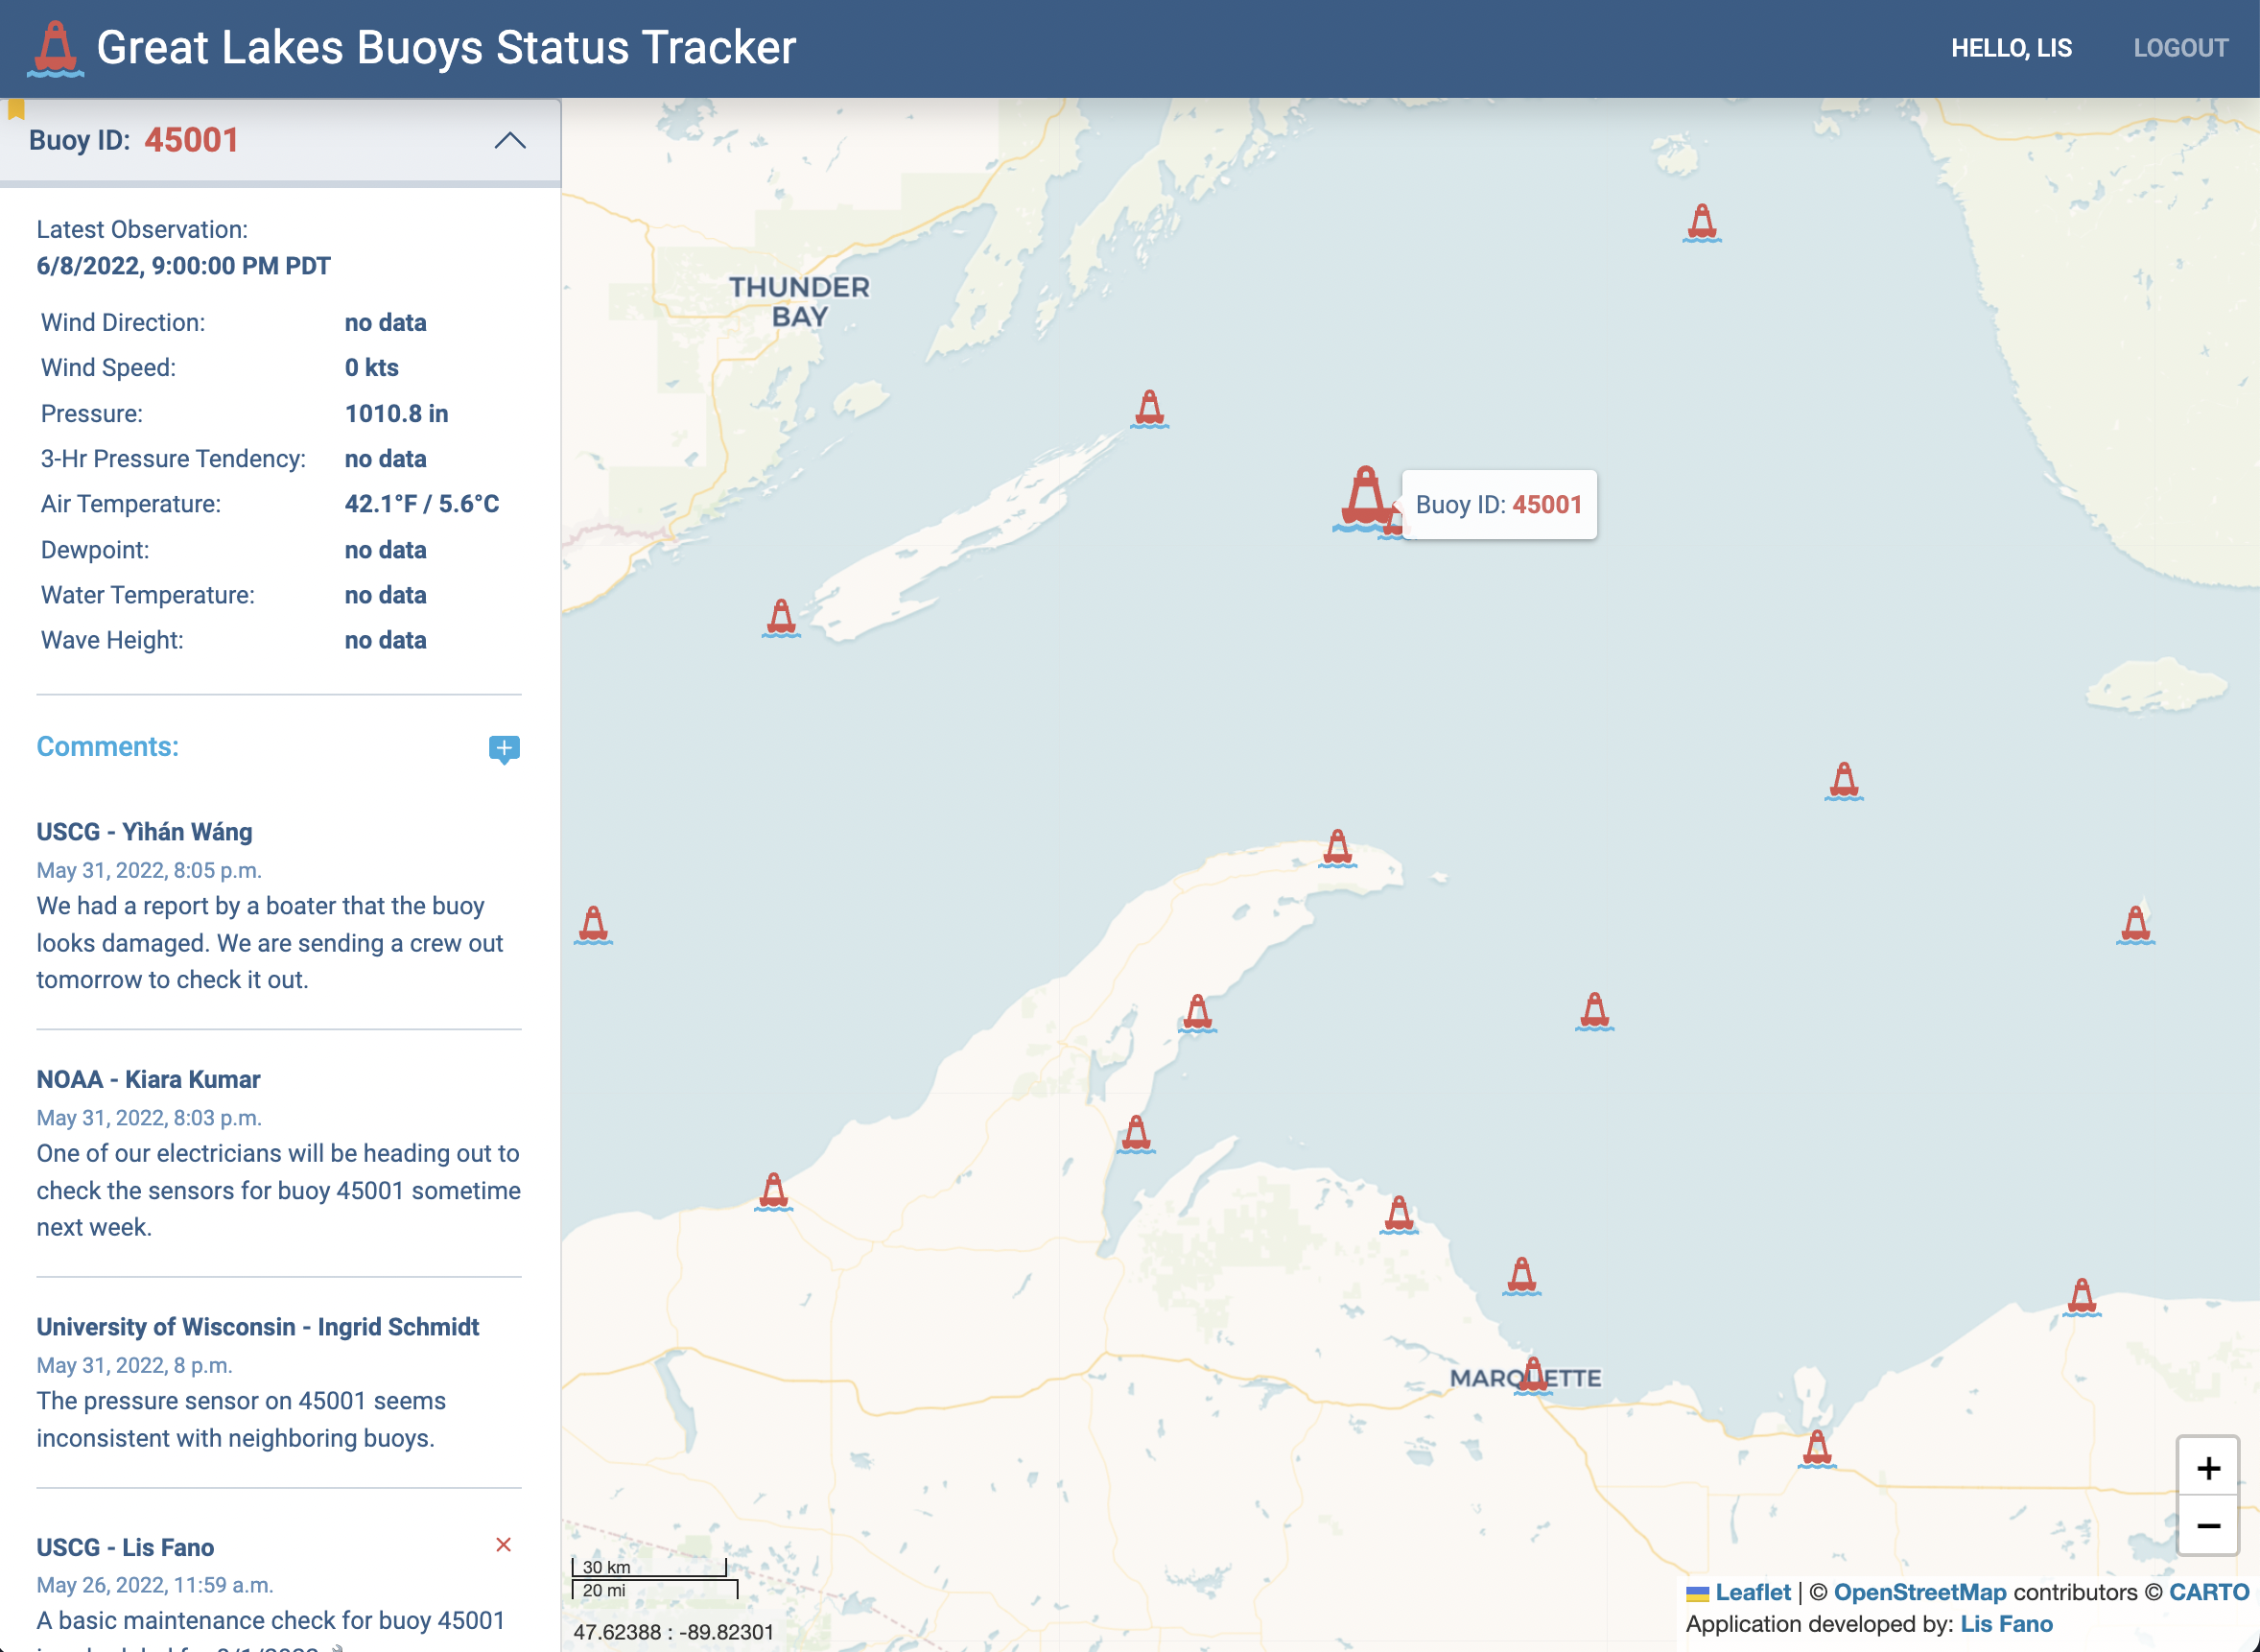 Great Lakes Buoys Status Tracker
HELLO, LIS
LOGOUT
Buoy ID: 45001
Latest Observation:
6/8/2022, 9:00:00 PM PDT
Wind Direction: no data
Wind Speed: 0 kts
Pressure: 1010.8 in
3-Hr Pressure Tendency: no data
Air Temperature: 42.1°F / 5.6°C
Dewpoint: no data
Water Temperature: no data
Wave Height: no data
Comments:
USCG - Yìhán Wáng
May 31, 2022, 8:05 p.m.
We had a report by a boater that the buoy
looks damaged. We are sending a crew out
tomorrow to check it out.
NOAA - Kiara Kumar
May 31, 2022, 8:03 p.m.
One of our electricians will be heading out to
check the sensors for buoy 45001 sometime
next week.
University of Wisconsin - Ingrid Schmidt
May 31, 2022, 8 p.m.
The pressure sensor on 45001 seems
inconsistent with neighboring buoys.
USCG - Lis Fano
May 26, 2022, 11:59 a.m.
A basic maintenance check for buoy 45001
THUNDER
BAY
Buoy ID: 45001
MARQUETTE
30 km
20 mi
47.62388 : -89.82301
+
−
Leaflet | © OpenStreetMap contributors © CARTO
Application developed by: Lis Fano